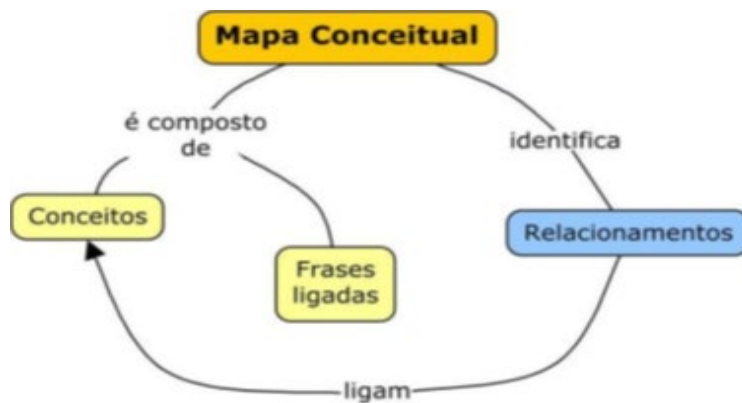 Mapa Conceitual
é composto
de
identifica
Conceitos
Relacionamentos
Frases
ligadas
ligam